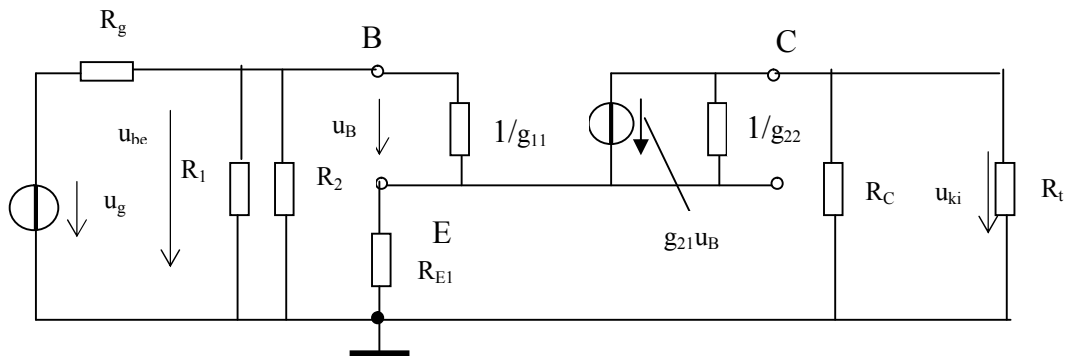 R_g
B
C
u_be
R_1
u_g
R_2
u_B
1/g_11
E
R_E1
g_21u_B
1/g_22
R_C
u_ki
R_t